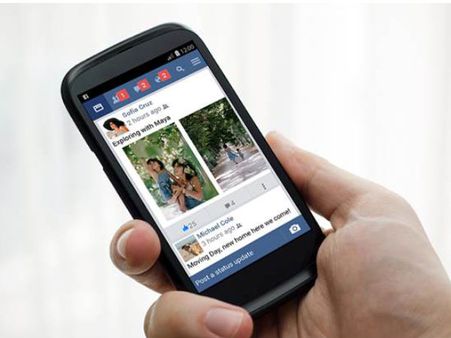 12:00
1
2
2
Sofia Cruz
2 hours ago
Exploring with Maya
25
4
Michael Cole
3 hours ago
Moving Day, new home here we come!
Post a status update